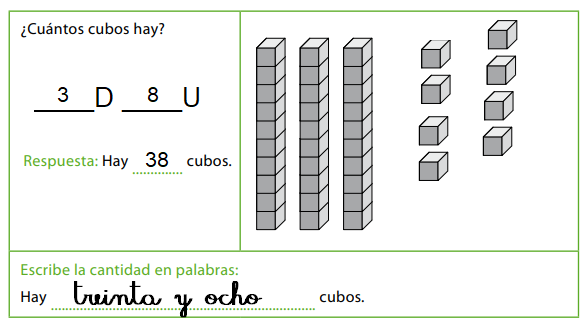 ¿Cuántos cubos hay?
3 D 8 U
Respuesta: Hay 38 cubos.
Escribe la cantidad en palabras:
Hay treinta y ocho cubos.